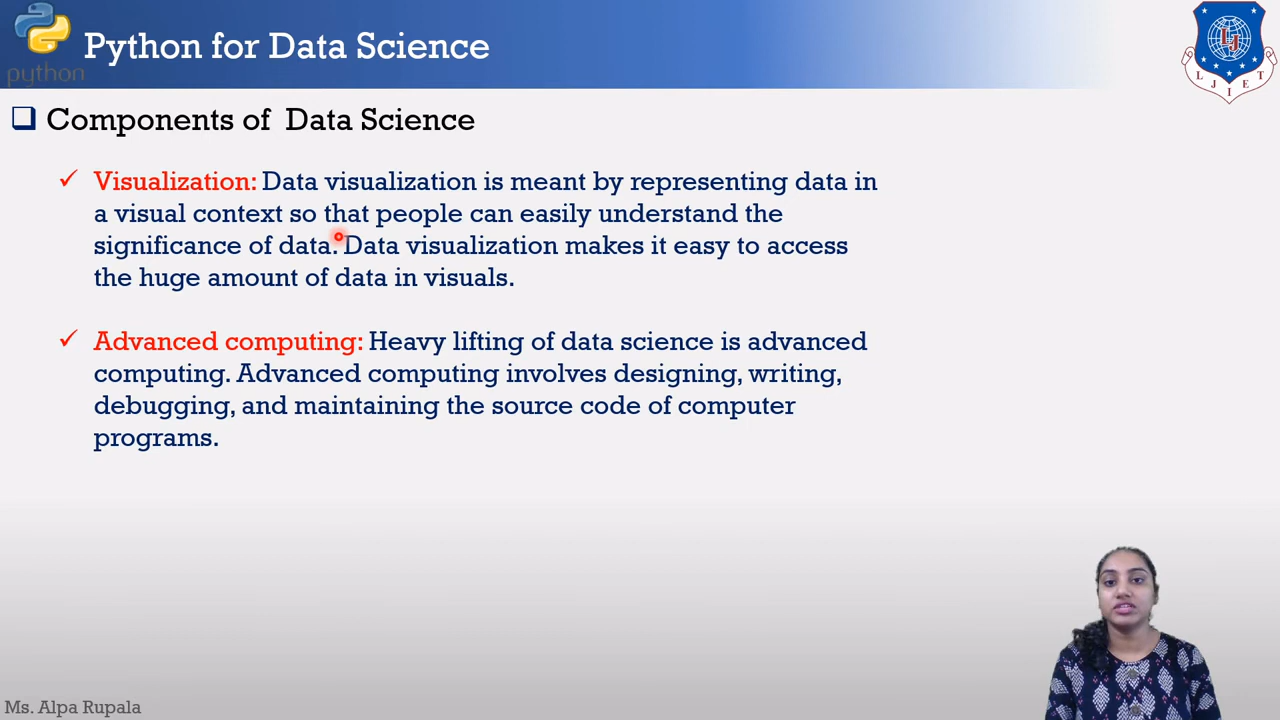 Python for Data Science
python
LJIET
Components of Data Science
Visualization: Data visualization is meant by representing data in
a visual context so that people can easily understand the
significance of data. Data visualization makes it easy to access
the huge amount of data in visuals.
Advanced computing: Heavy lifting of data science is advanced
computing. Advanced computing involves designing, writing,
debugging, and maintaining the source code of computer
programs.
Ms. Alpa Rupala